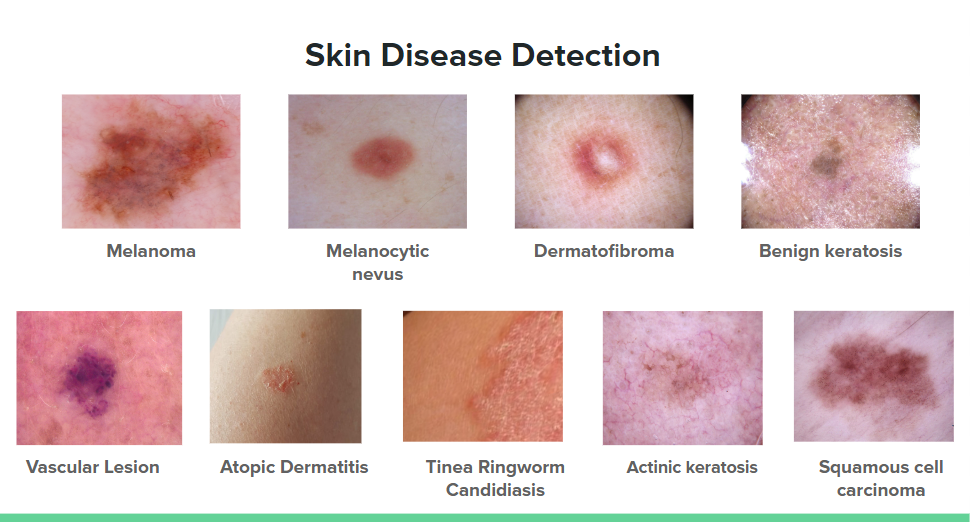 Skin Disease Detection
Melanoma
Melanocytic
nevus
Dermatofibroma
Benign keratosis
Vascular Lesion
Atopic Dermatitis
Tinea Ringworm
Candidiasis
Actinic keratosis
Squamous cell
carcinoma